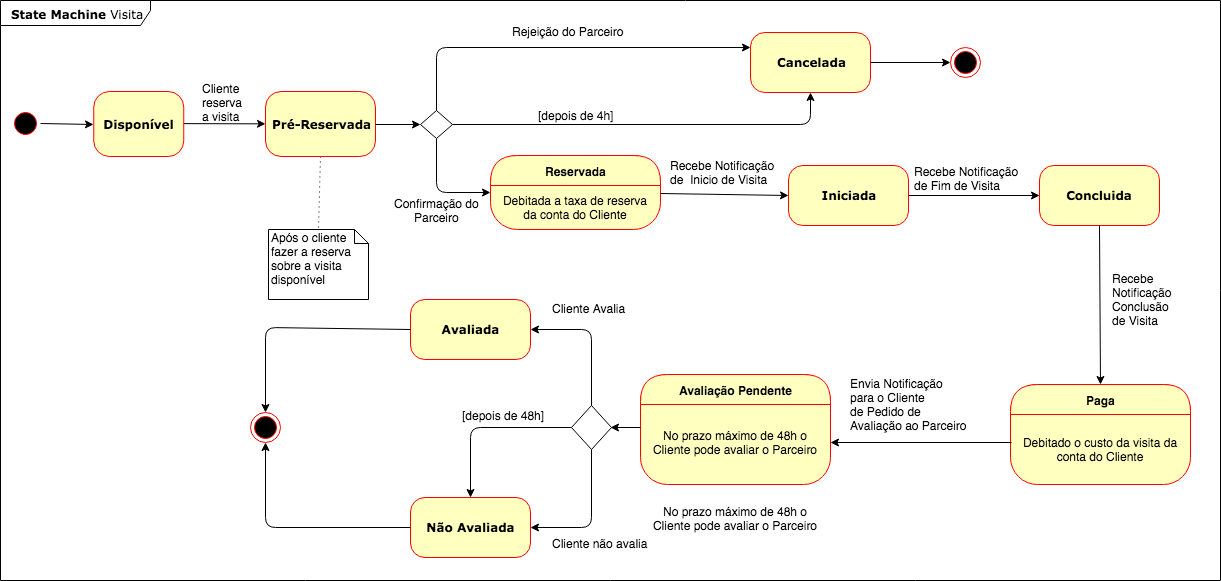 State Machine Visita
Rejeição do Parceiro
Cancelada
Cliente
reserva
a visita
Disponível
Pré-Reservada
[depois de 4h]
Confirmação do
Parceiro
Reservada
Debitada a taxa de reserva
da conta do Cliente
Recebe Notificação
de Inicio de Visita
Iniciada
Recebe Notificação
de Fim de Visita
Concluida
Após o cliente
fazer a reserva
sobre a visita
disponível
Recebe
Notificação
Conclusão
de Visita
Cliente Avalia
Avaliada
[depois de 48h]
Avaliação Pendente
No prazo máximo de 48h o
Cliente pode avaliar o Parceiro
Envia Notificação
para o Cliente
de Pedido de
Avaliação ao Parceiro
Paga
Debitado o custo da visita da
conta do Cliente
Não Avaliada
No prazo máximo de 48h o
Cliente pode avaliar o Parceiro
Cliente não avalia